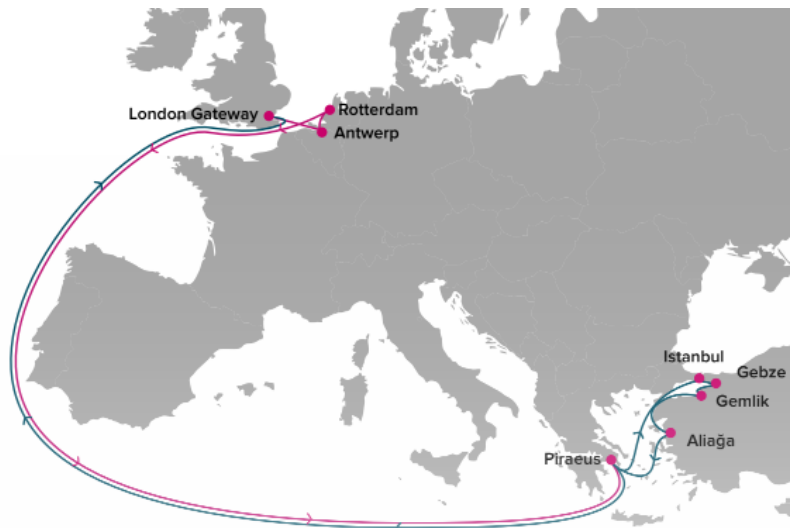 London Gateway
Rotterdam
Antwerp
Istanbul
Gebze
Gemlik
Aliağa
Piraeus